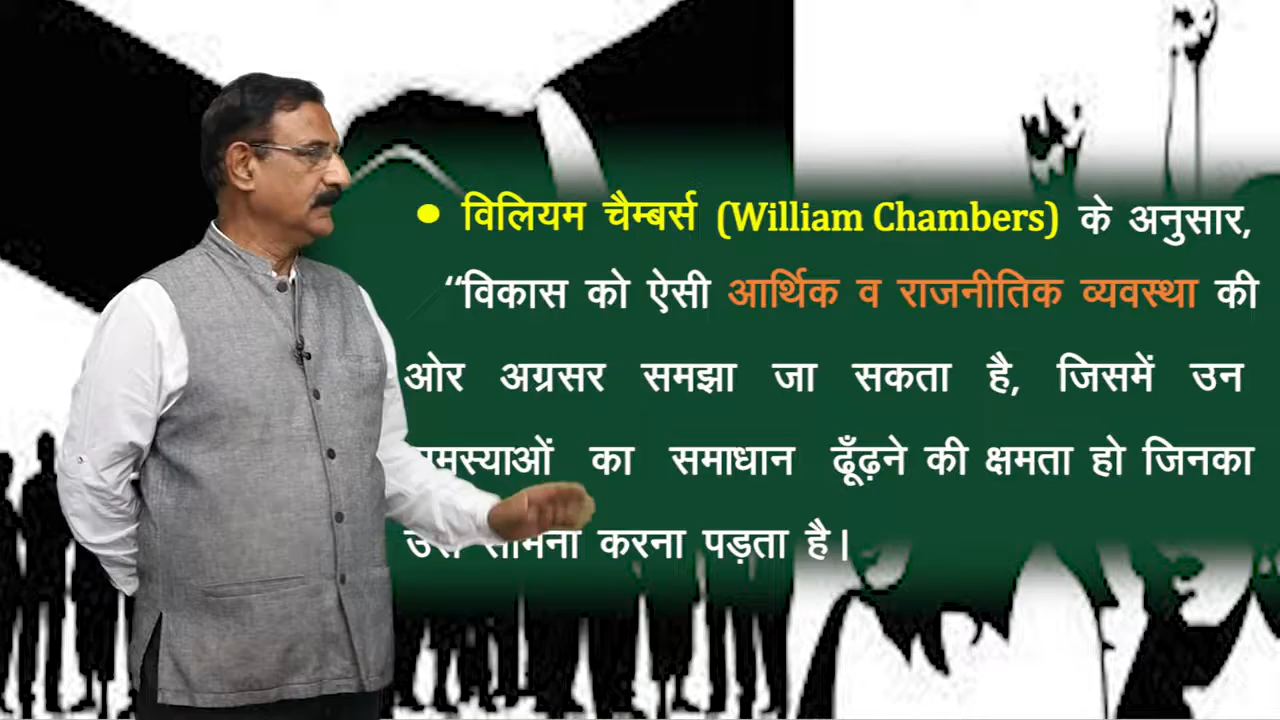 • विलियम चैम्बर्स (William Chambers) के अनुसार,
“विकास को ऐसी आर्थिक व राजनीतिक व्यवस्था की
ओर अग्रसर समझा जा सकता है, जिसमें उन
का समाधान ढूँढ़ने की क्षमता हो जिनका
करना पड़ता है।